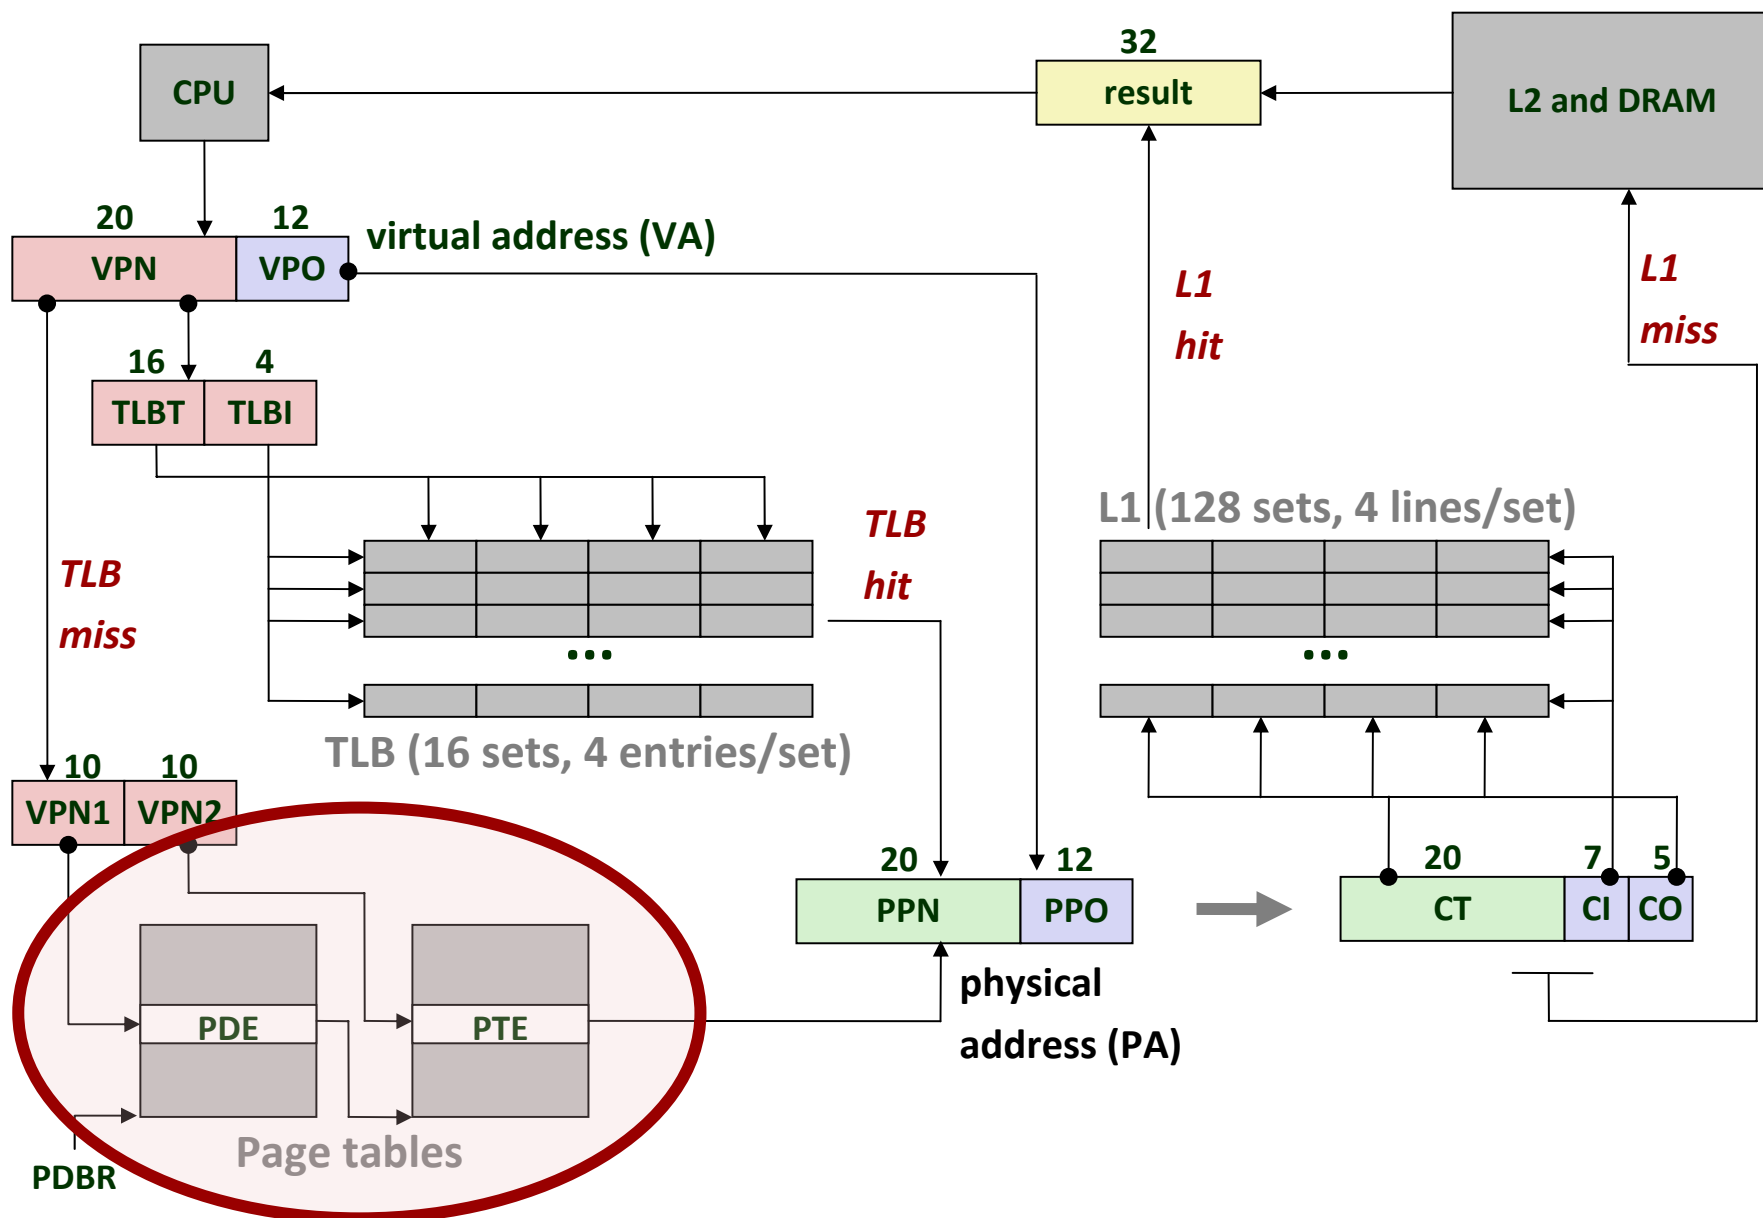 32
CPU
result
L2 and DRAM
20
12
virtual address (VA)
VPN
VPO
L1
hit
L1
miss
16
4
TLBT
TLBI
L1 (128 sets, 4 lines/set)
TLB
hit
TLB
miss
...
...
TLB (16 sets, 4 entries/set)
10
10
VPN1
VPN2
20
12
20
7
5
PPN
PPO
CT
CI
CO
physical
address (PA)
PDE
PTE
Page tables
PDBR